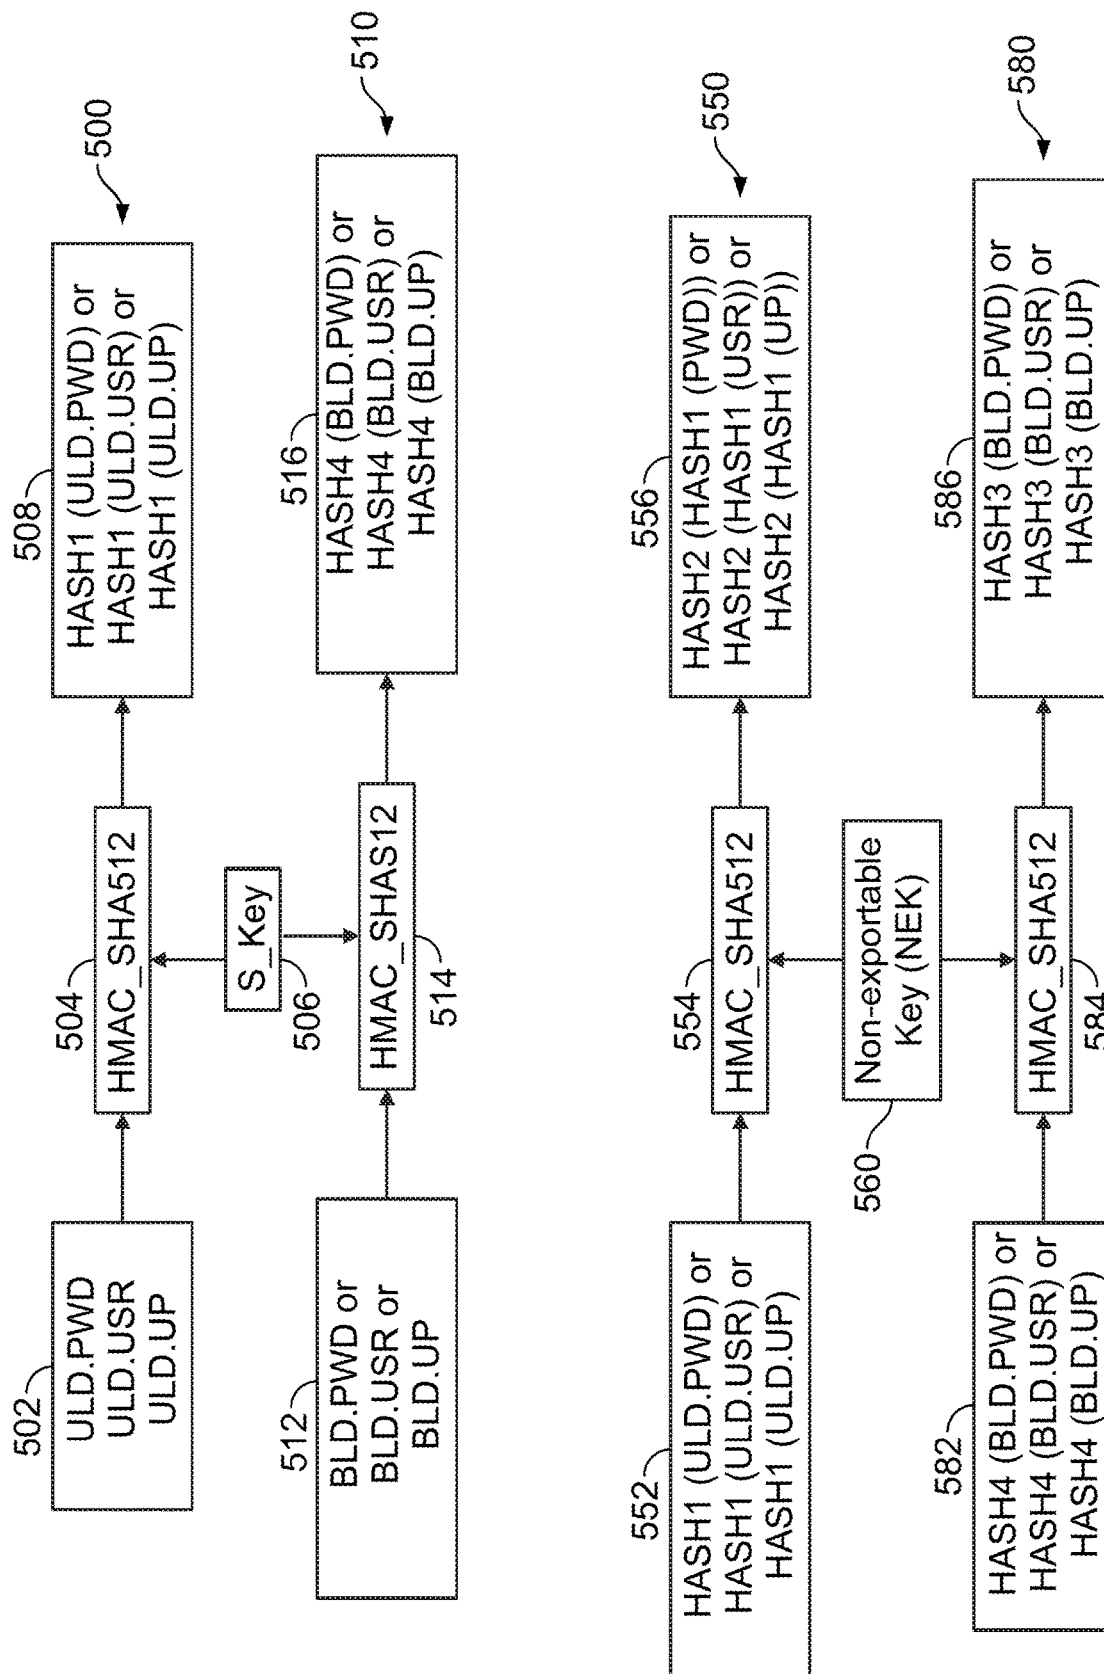 502
ULD.PWD
ULD.USR
ULD.UP
504
HMAC_SHA512
508
HASH1 (ULD.PWD) or
HASH1 (ULD.USR) or
HASH1 (ULD.UP)
500
S_Key
506
512
BLD.PWD or
BLD.USR or
BLD.UP
HMAC_SHAS12
514
516
HASH4 (BLD.PWD) or
HASH4 (BLD.USR) or
HASH4 (BLD.UP)
510
552
HASH1 (ULD.PWD) or
HASH1 (ULD.USR) or
HASH1 (ULD.UP)
554
HMAC_SHA512
556
HASH2 (HASH1 (PWD)) or
HASH2 (HASH1 (USR)) or
HASH2 (HASH1 (UP))
550
560
Non-exportable
Key (NEK)
582
HASH4 (BLD.PWD) or
HASH4 (BLD.USR) or
HASH4 (BLD.UP)
HMAC_SHA512
584
586
HASH3 (BLD.PWD) or
HASH3 (BLD.USR) or
HASH3 (BLD.UP)
580